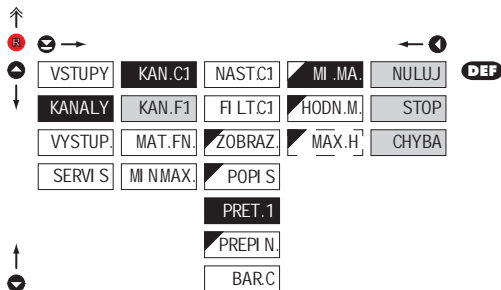 R
VSTUPY KAN.C1 NAST.C1 MI.MA. NULUJ DEF
KANALY KAN.F1 FILT.C1 HODN.M. STOP
VYSTUP. MAT.FN. ZOBRAZ. MAX.H CHYBA
SERVIS MINMAX. POPIS
PRET.1
PREPIN.
BAR.C